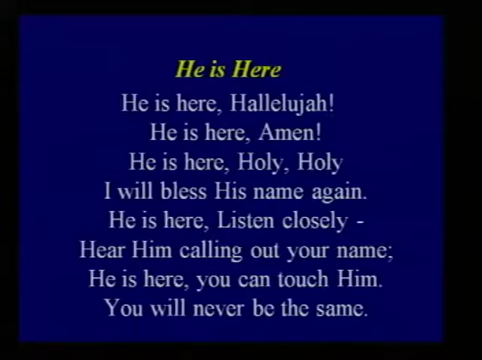 He is Here
He is here, Hallelujah!
He is here, Amen!
He is here, Holy, Holy
I will bless His name again.
He is here, Listen closely -
Hear Him calling out your name;
He is here, you can touch Him.
You will never be the same.